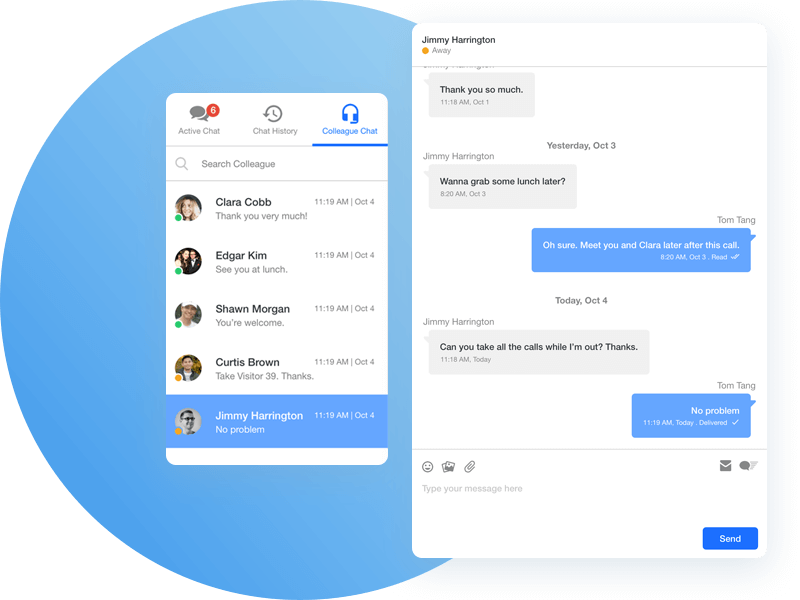 6
Active Chat
Chat History
Colleague Chat
Search Colleague
Clara Cobb
11:19 AM | Oct 4
Thank you very much!
Edgar Kim
11:19 AM | Oct 4
See you at lunch.
Shawn Morgan
11:19 AM | Oct 4
You're welcome.
Curtis Brown
11:19 AM | Oct 4
Take Visitor 39. Thanks.
Jimmy Harrington
11:19 AM | Oct 4
No problem
Jimmy Harrington
Away
Jimmy Harrington
Thank you so much.
11:18 AM, Oct 1
Yesterday, Oct 3
Jimmy Harrington
Wanna grab some lunch later?
8:20 AM, Oct 3
Tom Tang
Oh sure. Meet you and Clara later after this call.
8:20 AM, Oct 3 . Read
Today, Oct 4
Jimmy Harrington
Can you take all the calls while I'm out? Thanks.
11:18 AM, Today
Tom Tang
No problem
11:19 AM, Today . Delivered
Type your message here
Send